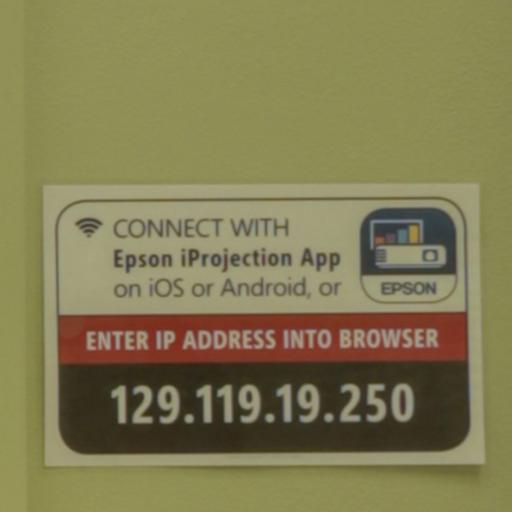 CONNECT WITH
Epson iProjection App
on iOS or Android, or
EPSON
ENTER IP ADDRESS INTO BROWSER
129.119.19.250